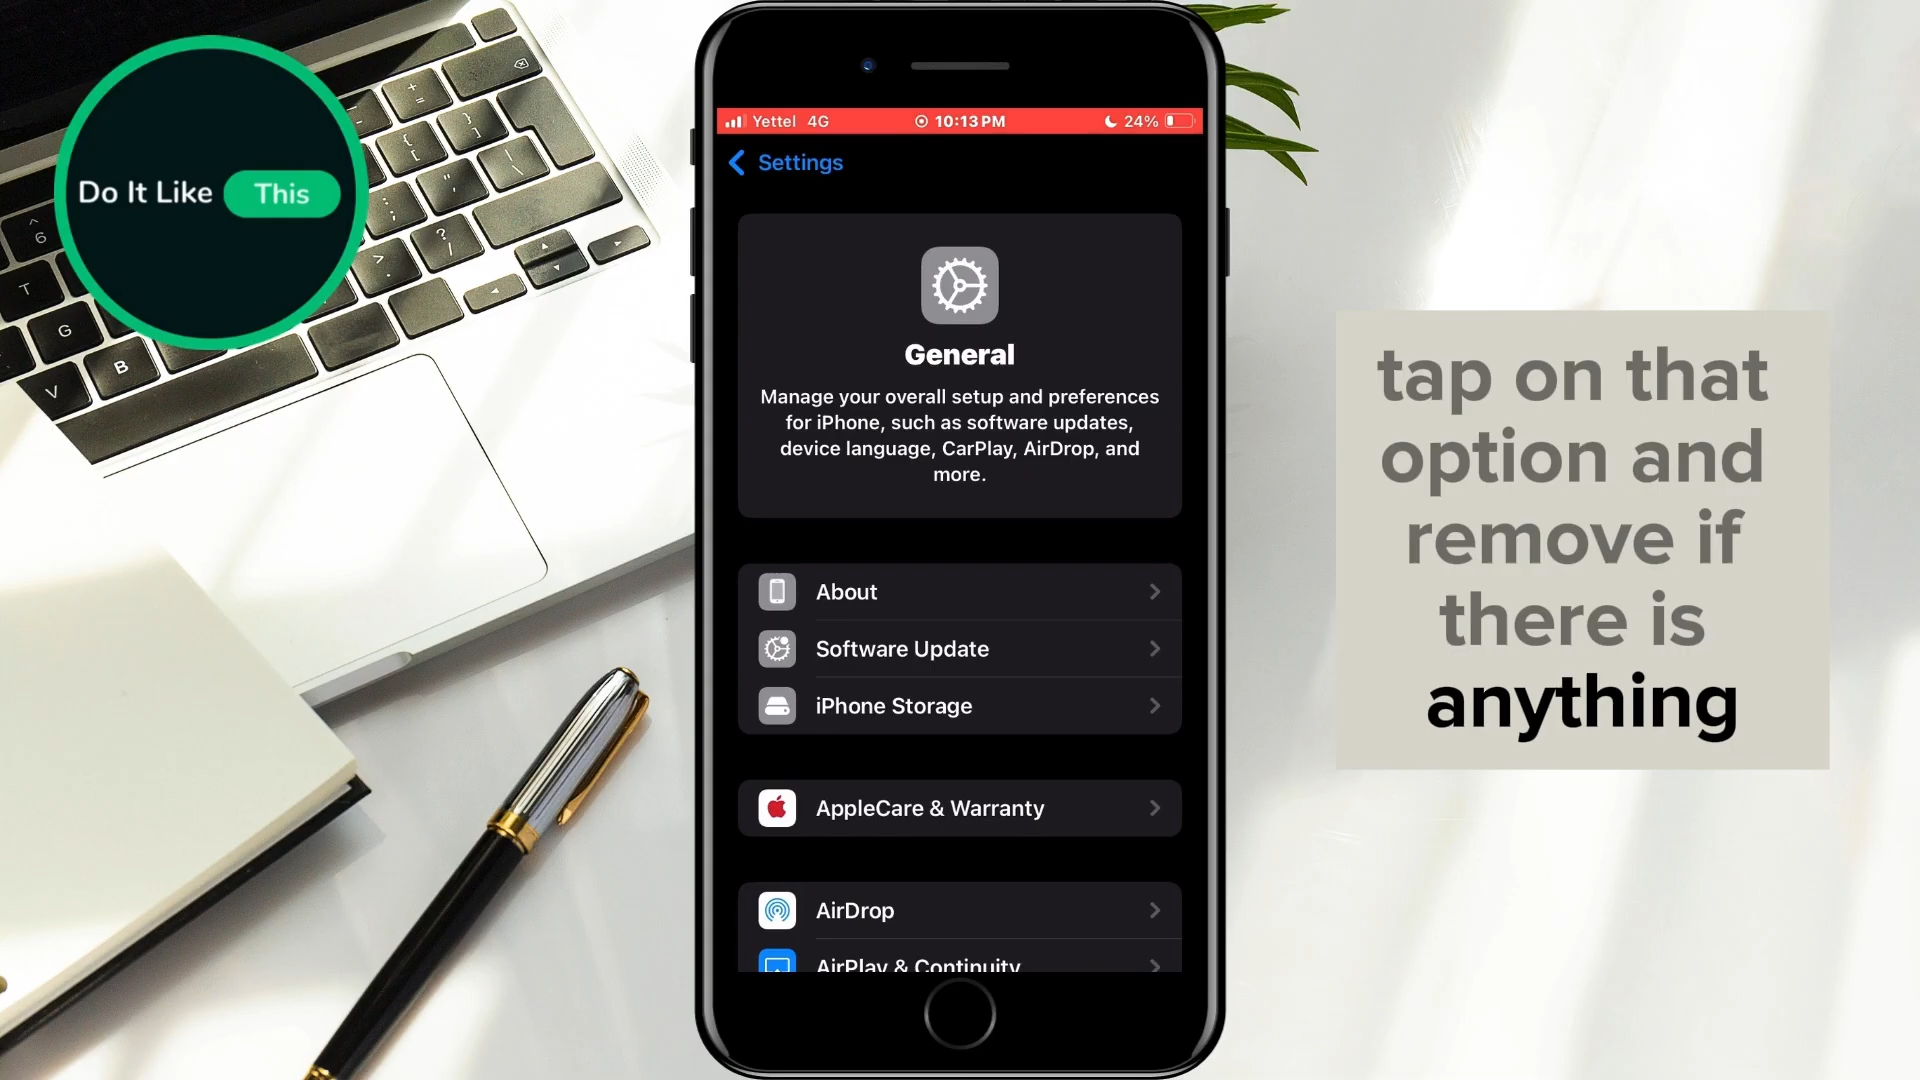 Do It Like This
Yettel 4G 10:13 PM 24%
Settings
General
Manage your overall setup and preferences
for iPhone, such as software updates,
device language, CarPlay, AirDrop, and
more.
About
Software Update
iPhone Storage
AppleCare & Warranty
AirDrop
AirPlay & Continuity
tap on that
option and
remove if
there is
anything
6
T
G
B
V